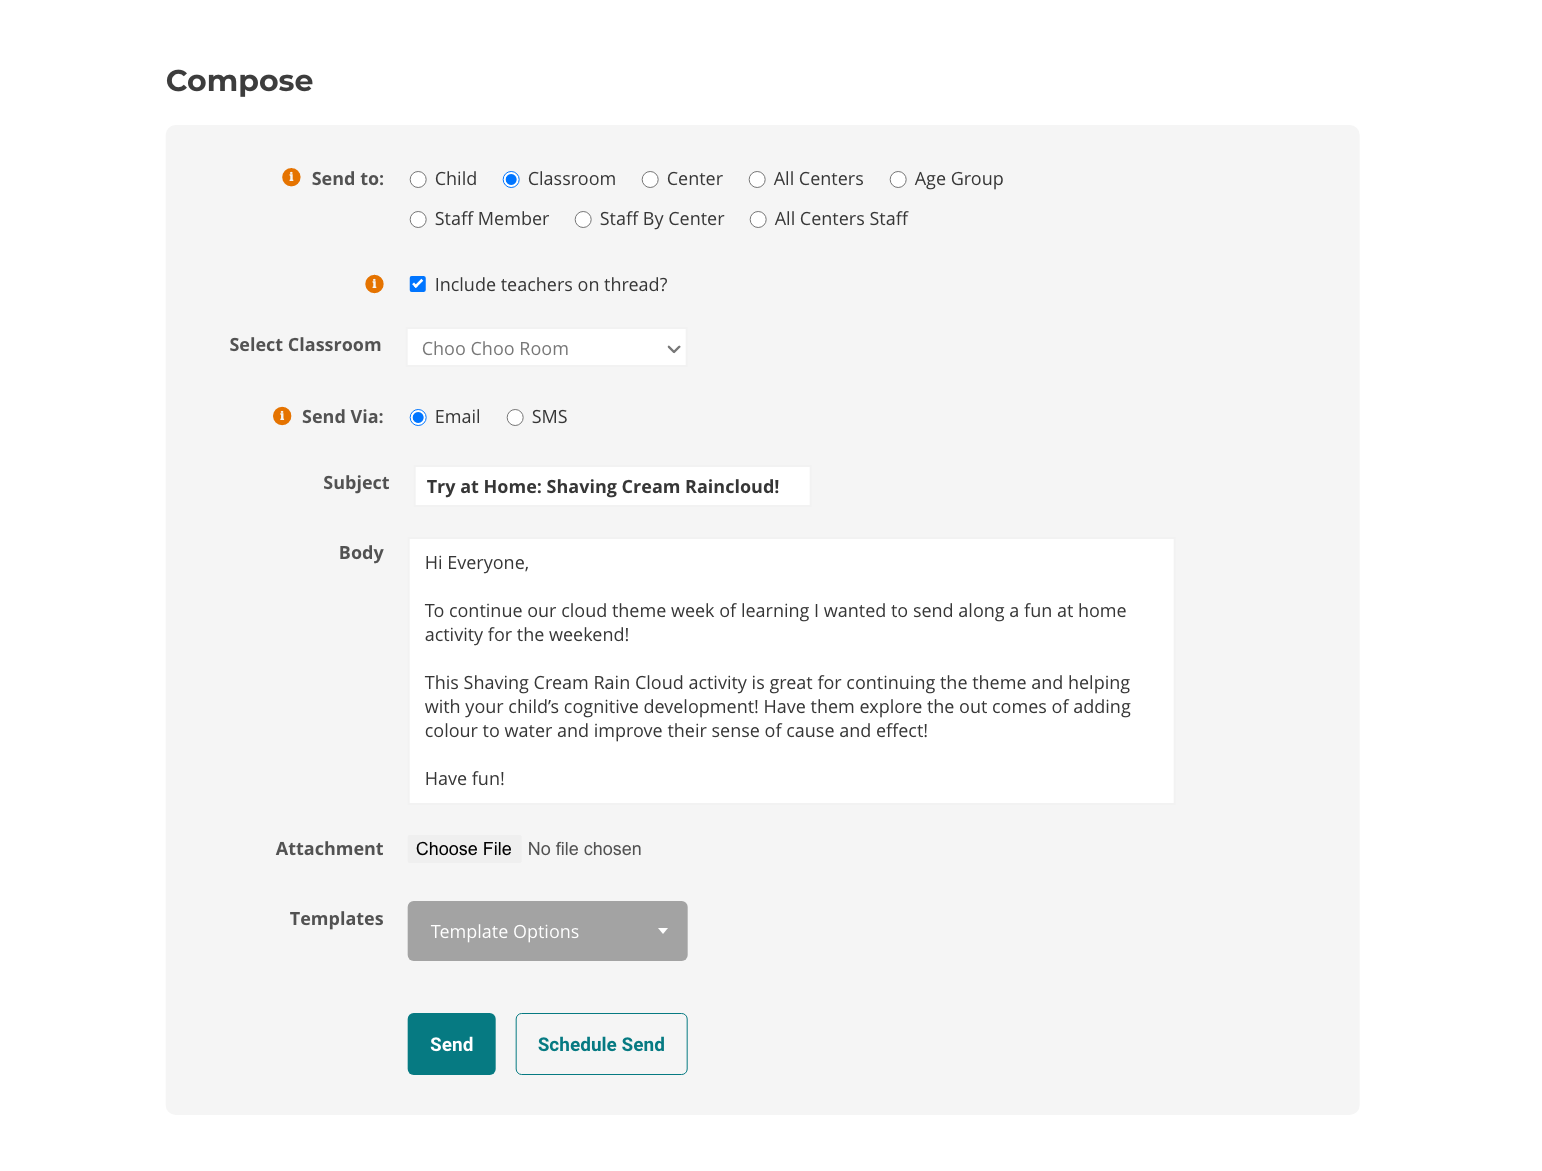 Compose
Send to: Child Classroom Center All Centers Age Group
Staff Member Staff By Center All Centers Staff
Include teachers on thread?
Select Classroom Choo Choo Room
Send Via: Email SMS
Subject Try at Home: Shaving Cream Raincloud!
Body Hi Everyone,
To continue our cloud theme week of learning I wanted to send along a fun at home
activity for the weekend!
This Shaving Cream Rain Cloud activity is great for continuing the theme and helping
with your child’s cognitive development! Have them explore the out comes of adding
colour to water and improve their sense of cause and effect!
Have fun!
Attachment Choose File No file chosen
Templates Template Options
Send Schedule Send